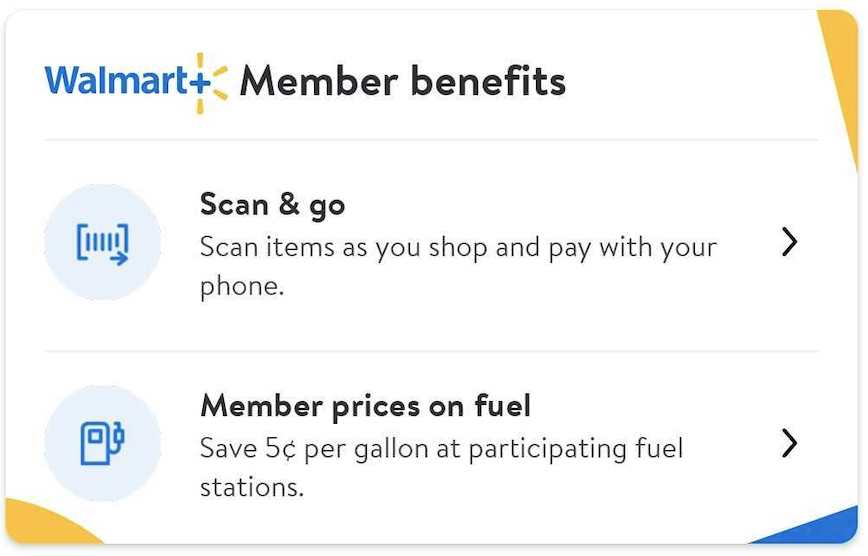 Walmart+ Member benefits
Scan & go
Scan items as you shop and pay with your
phone.
Member prices on fuel
Save 5¢ per gallon at participating fuel
stations.